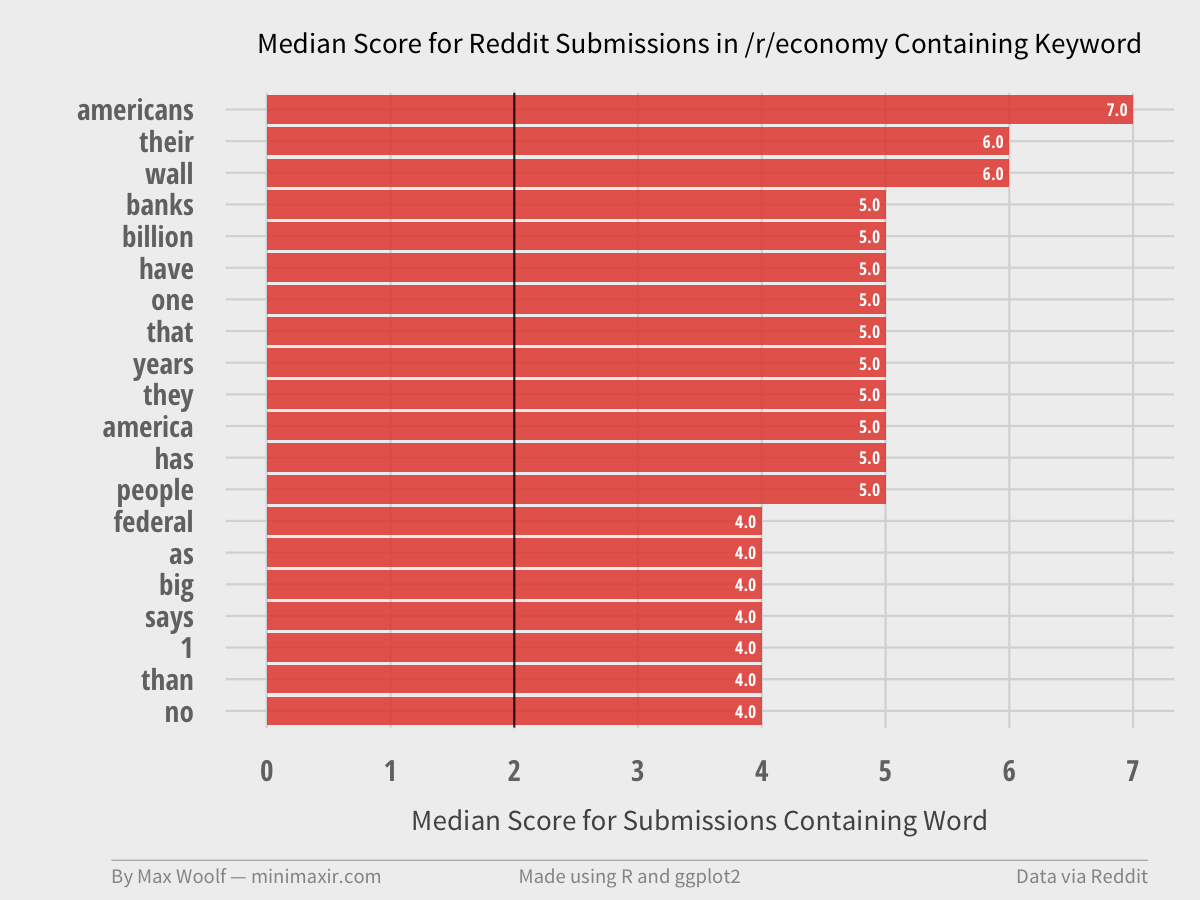 Median Score for Reddit Submissions in /r/economy Containing Keyword
americans 7.0
their 6.0
wall 6.0
banks 5.0
billion 5.0
have 5.0
one 5.0
that 5.0
years 5.0
they 5.0
america 5.0
has 5.0
people 5.0
federal 4.0
as 4.0
big 4.0
says 4.0
1 4.0
than 4.0
no 4.0
0 1 2 3 4 5 6 7
Median Score for Submissions Containing Word
By Max Woolf — minimaxir.com Made using R and ggplot2 Data via Reddit